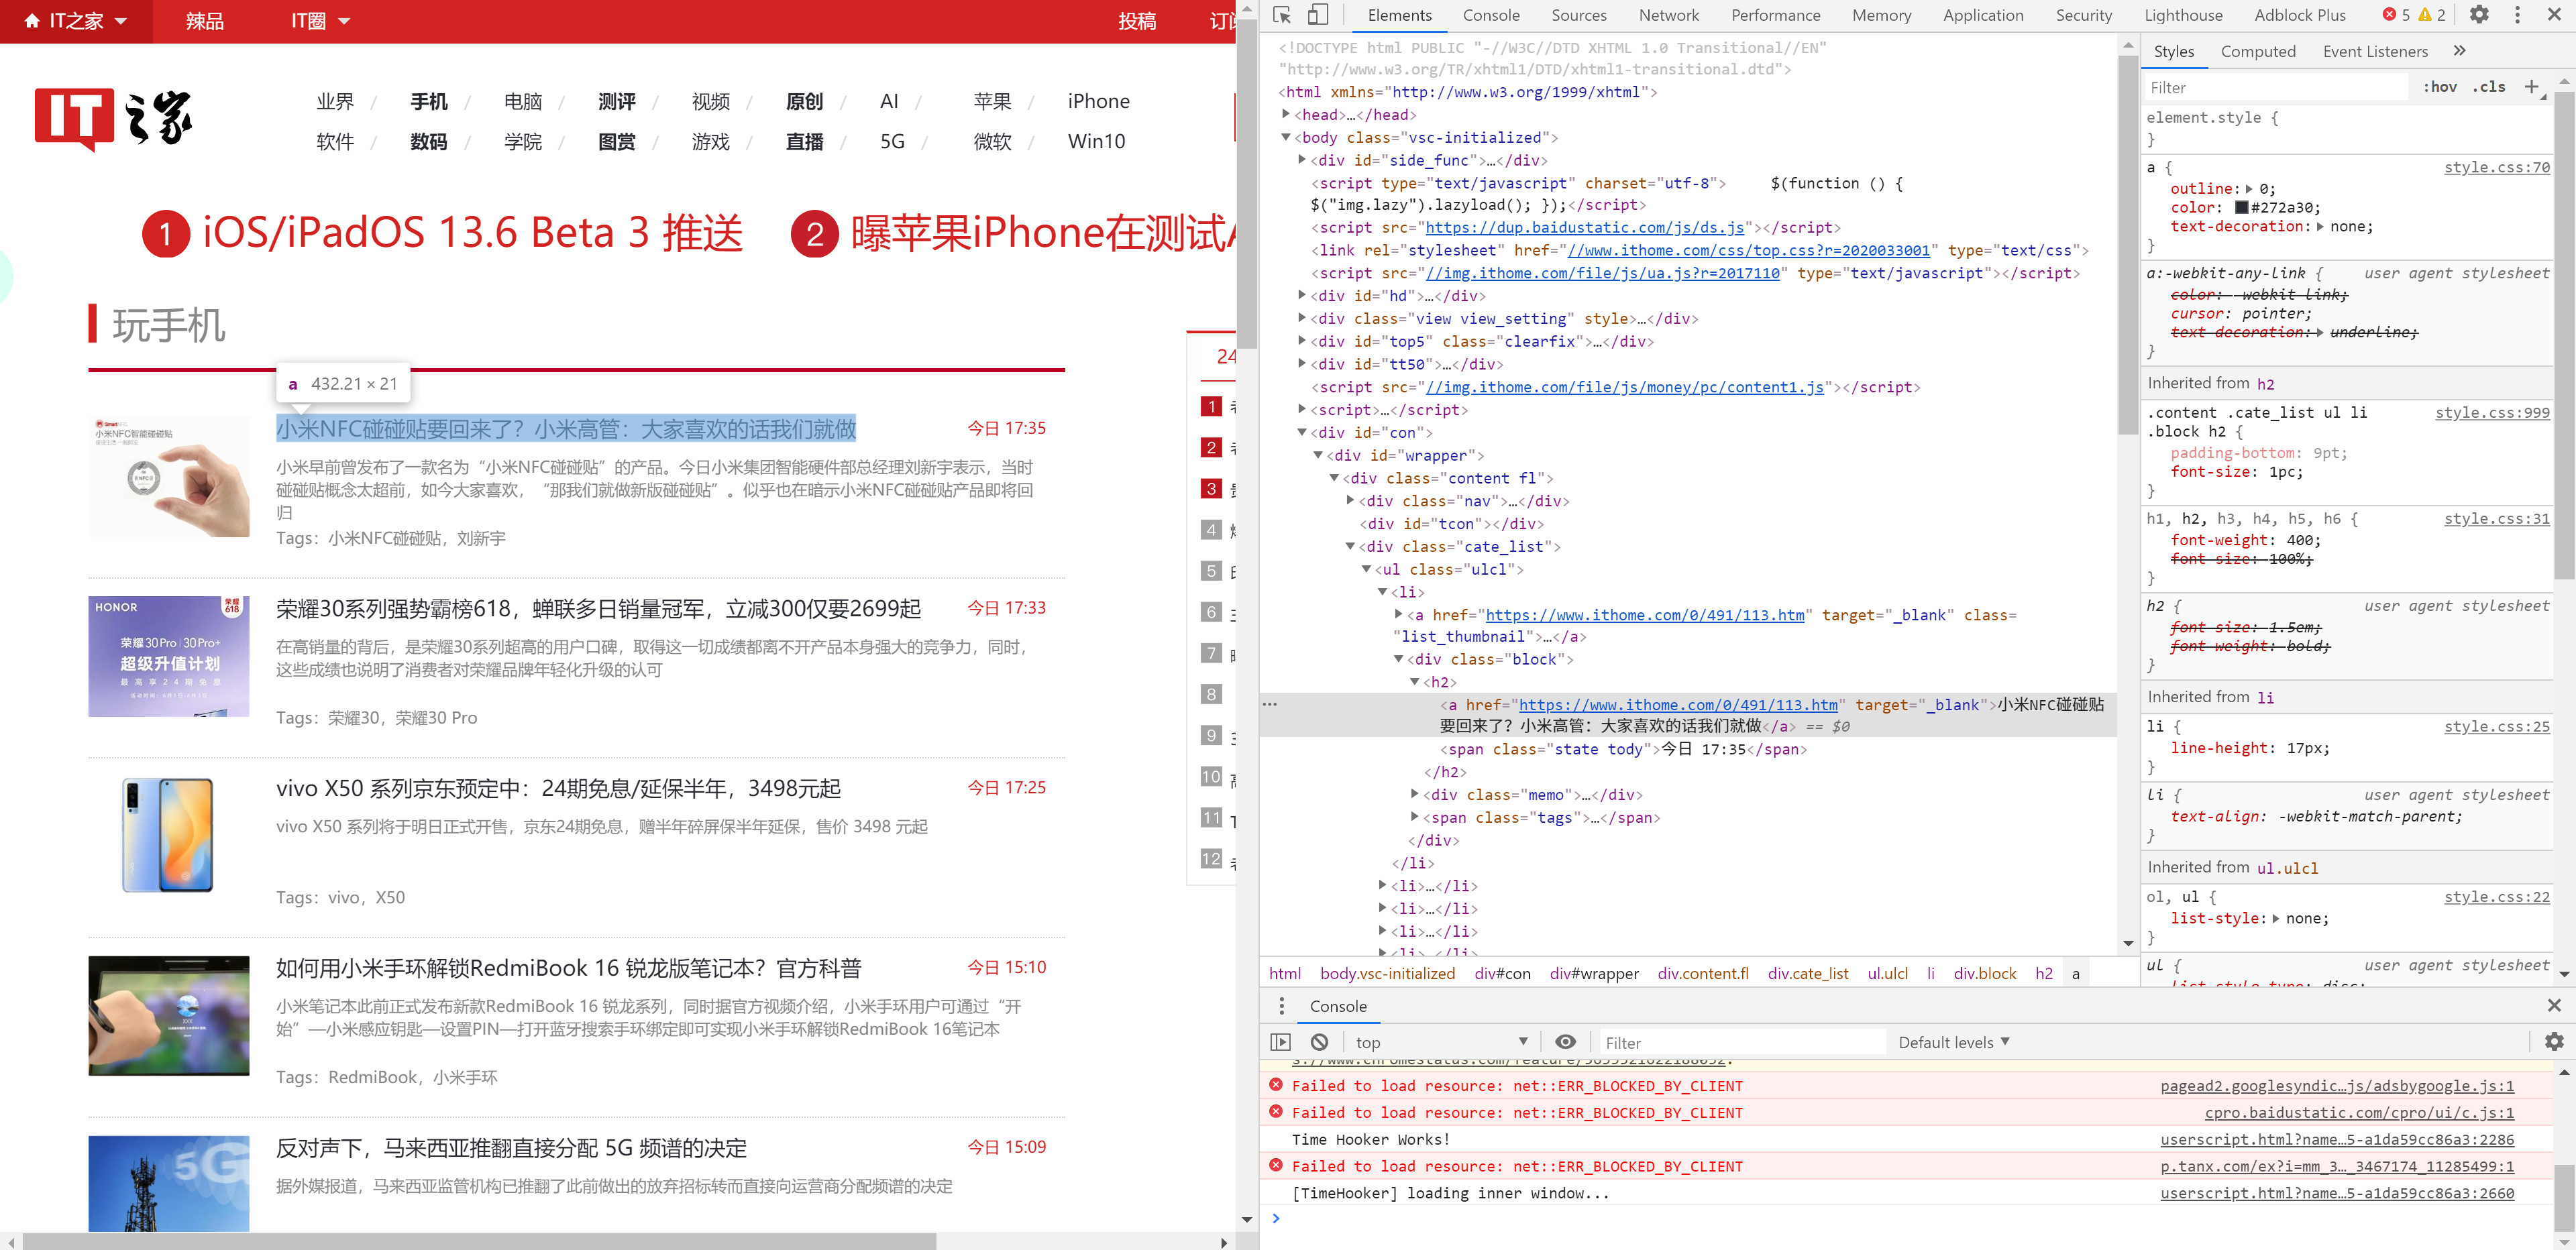 IT之家
辣品
IT圈
投稿
业界 / 手机 / 电脑 / 测评 / 视频 / 原创 / AI / 苹果 / iPhone
软件 / 数码 / 学院 / 图赏 / 游戏 / 直播 / 5G / 微软 / Win10
IT之家
1 iOS/iPadOS 13.6 Beta 3 推送
2 曝苹果iPhone在测试
玩手机
a 432.21 × 21
小米NFC碰碰贴要回来了？小米高管：大家喜欢的话我们就做 今日 17:35
小米早前曾发布了一款名为“小米NFC碰碰贴”的产品。今日小米集团智能硬件部总经理刘新宇表示，当时
碰碰贴概念太超前，如今大家喜欢，“那我们就做新版碰碰贴”。似乎也在暗示小米NFC碰碰贴产品即将回
归
Tags：小米NFC碰碰贴，刘新宇
小米NFC智能碰碰贴
荣耀30系列强势霸榜618，蝉联多日销量冠军，立减300仅要2699起 今日 17:33
在高销量的背后，是荣耀30系列超高的用户口碑，取得这一切成绩都离不开产品本身强大的竞争力，同时，
这些成绩也说明了消费者对荣耀品牌年轻化升级的认可
Tags：荣耀30，荣耀30 Pro
HONOR
荣耀
618
荣耀30 Pro | 30 Pro+
超级升值计划
最高享24期免息
vivo X50 系列京东预定中：24期免息/延保半年，3498元起 今日 17:25
vivo X50 系列将于明日正式开售，京东24期免息，赠半年碎屏保半年延保，售价 3498 元起
Tags：vivo，X50
如何用小米手环解锁RedmiBook 16 锐龙版笔记本？官方科普 今日 15:10
小米笔记本此前正式发布新款RedmiBook 16 锐龙系列，同时据官方视频介绍，小米手环用户可通过“开
始”—小米感应钥匙—设置PIN—打开蓝牙搜索手环绑定即可实现小米手环解锁RedmiBook 16笔记本
Tags：RedmiBook，小米手环
反对声下，马来西亚推翻直接分配 5G 频谱的决定 今日 15:09
据外媒报道，马来西亚监管机构已推翻了此前做出的放弃招标转而直接向运营商分配频谱的决定
5G
24
1
2
3
4
5
6
7
8
9
10
11
12
Elements Console Sources Network Performance Memory Application Security Lighthouse Adblock Plus 5 2
<!DOCTYPE html PUBLIC "-//W3C//DTD XHTML 1.0 Transitional//EN"
"http://www.w3.org/TR/xhtml1/DTD/xhtml1-transitional.dtd">
<html xmlns="http://www.w3.org/1999/xhtml">
<head>…</head>
<body class="vsc-initialized">
<div id="side_func">…</div>
<script type="text/javascript" charset="utf-8"> $(function () {
$("img.lazy").lazyload(); });</script>
<script src="https://dup.baidustatic.com/js/ds.js"></script>
<link rel="stylesheet" href="//www.ithome.com/css/top.css?r=2020033001" type="text/css">
<script src="//img.ithome.com/file/js/ua.js?r=2017110" type="text/javascript"></script>
<div id="hd">…</div>
<div class="view view_setting" style>…</div>
<div id="top5" class="clearfix">…</div>
<div id="tt50">…</div>
<script src="//img.ithome.com/file/js/money/pc/content1.js"></script>
<script>…</script>
<div id="con">
<div id="wrapper">
<div class="content fl">
<div class="nav">…</div>
<div id="tcon"></div>
<div class="cate_list">
<ul class="ulcl">
<li>
<a href="https://www.ithome.com/0/491/113.htm" target="_blank" class=
"list_thumbnail">…</a>
<div class="block">
<h2>
<a href="https://www.ithome.com/0/491/113.htm" target="_blank">小米NFC碰碰贴
要回来了？小米高管：大家喜欢的话我们就做</a> == $0
<span class="state tody">今日 17:35</span>
</h2>
<div class="memo">…</div>
<span class="tags">…</span>
</div>
</li>
<li>…</li>
<li>…</li>
<li>…</li>
<li>…</li>
html body.vsc-initialized div#con div#wrapper div.content.fl div.cate_list ul.ulcl li div.block h2 a
Styles Computed Event Listeners »
Filter :hov .cls +
element.style {
}
a { style.css:70
outline: 0;
color: #272a30;
text-decoration: none;
}
a:-webkit-any-link { user agent stylesheet
color: -webkit-link;
cursor: pointer;
text-decoration: underline;
}
Inherited from h2
.content .cate_list ul li style.css:999
.block h2 {
padding-bottom: 9pt;
font-size: 1pc;
}
h1, h2, h3, h4, h5, h6 { style.css:31
font-weight: 400;
font-size: 100%;
}
h2 { user agent stylesheet
font-size: 1.5em;
font-weight: bold;
}
Inherited from li
li { style.css:25
line-height: 17px;
}
li { user agent stylesheet
text-align: -webkit-match-parent;
}
Inherited from ul.ulcl
ol, ul { style.css:22
list-style: none;
}
ul { user agent stylesheet
list-style-type: disc;
Console
top Filter Default levels
s://www.chromestatus.com/feature/5655521622188032.
Failed to load resource: net::ERR_BLOCKED_BY_CLIENT pagead2.googlesyndic…js/adsbygoogle.js:1
Failed to load resource: net::ERR_BLOCKED_BY_CLIENT cpro.baidustatic.com/cpro/ui/c.js:1
Time Hooker Works! userscript.html?name…5-a1da59cc86a3:2286
Failed to load resource: net::ERR_BLOCKED_BY_CLIENT p.tanx.com/ex?i=mm_3…_3467174_11285499:1
[TimeHooker] loading inner window... userscript.html?name…5-a1da59cc86a3:2660